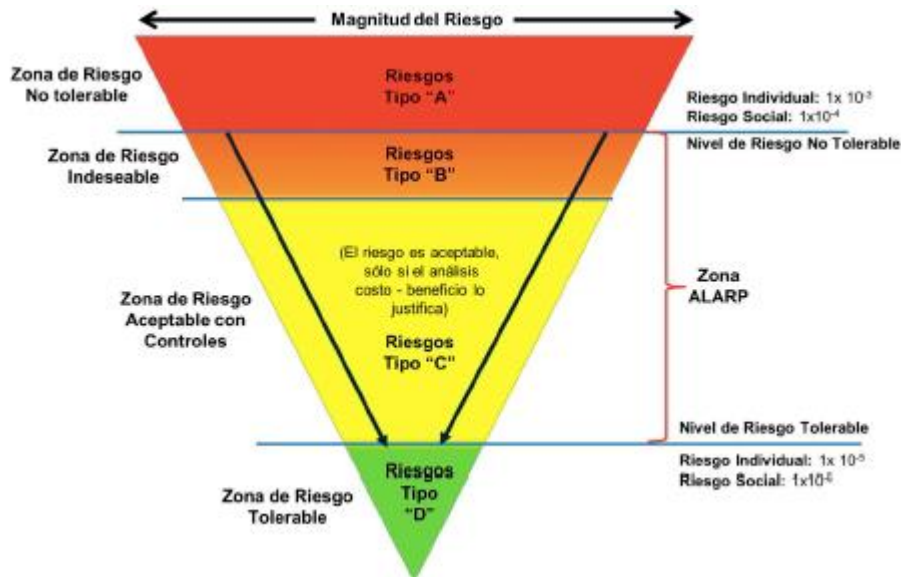 Magnitud del Riesgo
Zona de Riesgo
No tolerable
Riesgos
Tipo "A"
Riesgo Individual: 1x 10⁻³
Riesgo Social: 1x10⁻⁴
Nivel de Riesgo No Tolerable
Zona de Riesgo
Indeseable
Riesgos
Tipo "B"
(El riesgo es aceptable,
sólo si el análisis
costo - beneficio lo
justifica)
Zona de Riesgo
Aceptable con
Controles
Riesgos
Tipo "C"
Zona
ALARP
Nivel de Riesgo Tolerable
Riesgo Individual: 1x 10⁻⁵
Riesgo Social:
Zona de Riesgo
Tolerable
Riesgos
Tipo
"D"